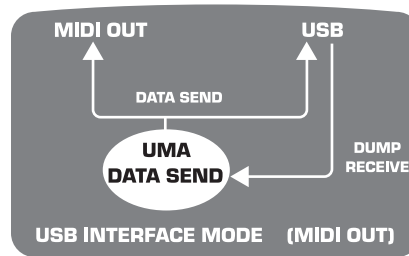 MIDI OUT
USB
DATA SEND
UMA
DATA SEND
DUMP
RECEIVE
USB INTERFACE MODE (MIDI OUT)